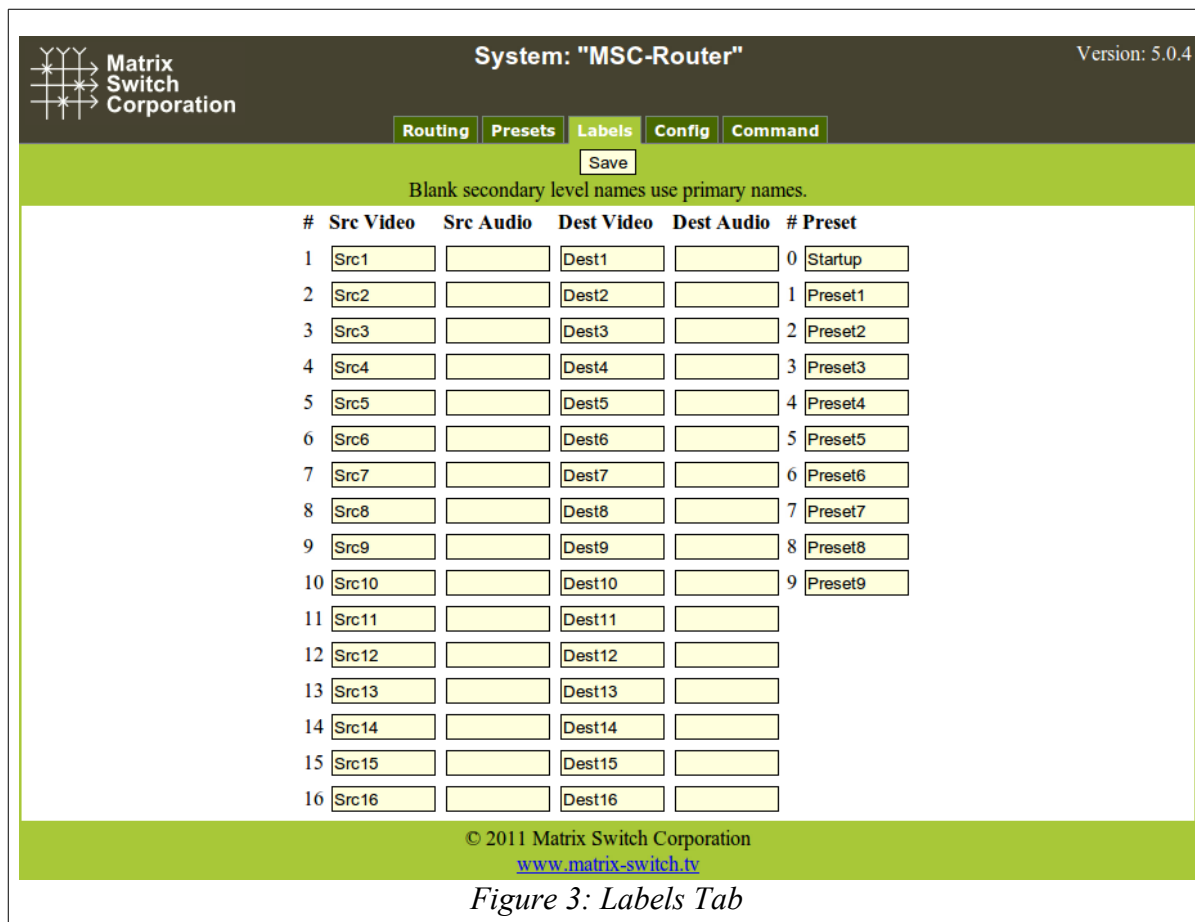 Matrix
Switch
Corporation
System: "MSC-Router"
Version: 5.0.4
Routing Presets Labels Config Command
Save
Blank secondary level names use primary names.
# Src Video Src Audio Dest Video Dest Audio # Preset
1 Src1 Dest1 0 Startup
2 Src2 Dest2 1 Preset1
3 Src3 Dest3 2 Preset2
4 Src4 Dest4 3 Preset3
5 Src5 Dest5 4 Preset4
6 Src6 Dest6 5 Preset5
7 Src7 Dest7 6 Preset6
8 Src8 Dest8 7 Preset7
9 Src9 Dest9 8 Preset8
10 Src10 Dest10 9 Preset9
11 Src11 Dest11
12 Src12 Dest12
13 Src13 Dest13
14 Src14 Dest14
15 Src15 Dest15
16 Src16 Dest16
© 2011 Matrix Switch Corporation
www.matrix-switch.tv
Figure 3: Labels Tab